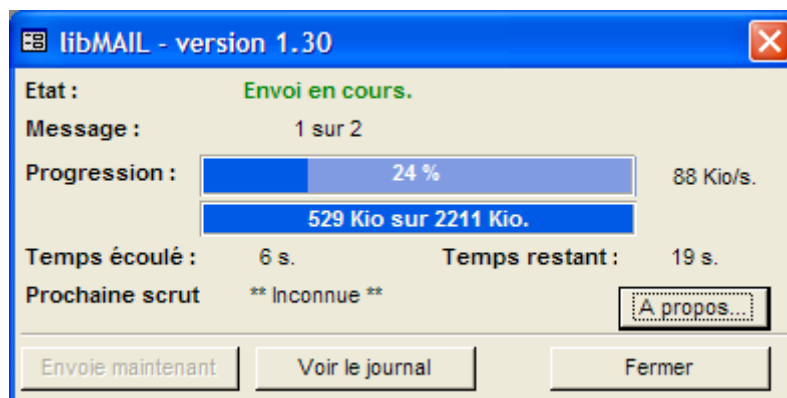 libMAIL - version 1.30
Etat : Envoi en cours.
Message : 1 sur 2
Progression : 24 % 88 Kio/s.
529 Kio sur 2211 Kio.
Temps écoulé : 6 s. Temps restant : 19 s.
Prochaine scrut ** Inconnue **
A propos...
Envoie maintenant Voir le journal Fermer